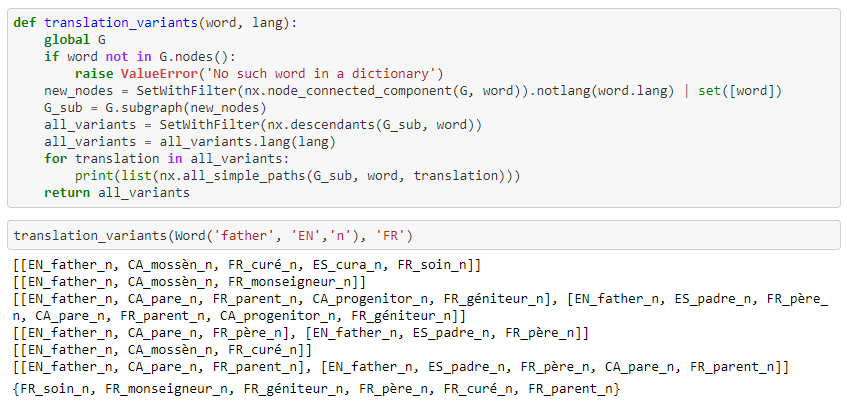 def translation_variants(word, lang):
    global G
    if word not in G.nodes():
        raise ValueError('No such word in a dictionary')
    new_nodes = SetWithFilter(nx.node_connected_component(G, word)).notlang(word.lang) | set([word])
    G_sub = G.subgraph(new_nodes)
    all_variants = SetWithFilter(nx.descendants(G_sub, word))
    all_variants = all_variants.lang(lang)
    for translation in all_variants:
        print(list(nx.all_simple_paths(G_sub, word, translation)))
    return all_variants
translation_variants(Word('father', 'EN','n'), 'FR')
[[EN_father_n, CA_mossèn_n, FR_curé_n, ES_cura_n, FR_soin_n]]
[[EN_father_n, CA_mossèn_n, FR_monseigneur_n]]
[[EN_father_n, CA_pare_n, FR_parent_n, CA_progenitor_n, FR_géniteur_n], [EN_father_n, ES_padre_n, FR_père_
n, CA_pare_n, FR_parent_n, CA_progenitor_n, FR_géniteur_n]]
[[EN_father_n, CA_pare_n, FR_père_n], [EN_father_n, ES_padre_n, FR_père_n]]
[[EN_father_n, CA_mossèn_n, FR_curé_n]]
[[EN_father_n, CA_pare_n, FR_parent_n], [EN_father_n, ES_padre_n, FR_père_n, CA_pare_n, FR_parent_n]]
{FR_soin_n, FR_monseigneur_n, FR_géniteur_n, FR_père_n, FR_curé_n, FR_parent_n}